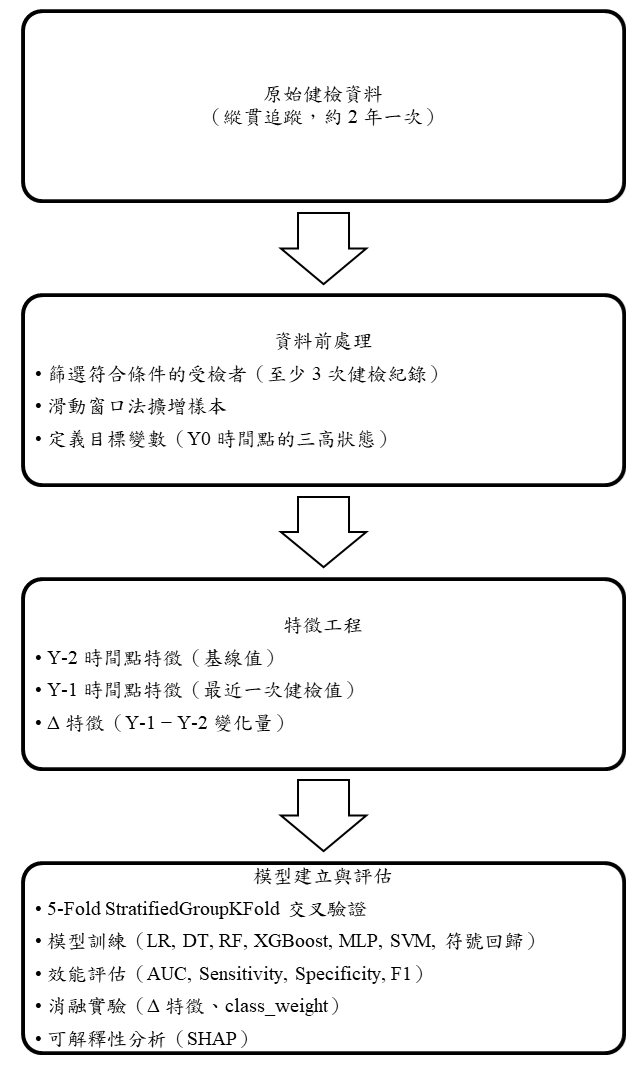 原始健檢資料
（縱貫追蹤，約 2 年一次）
資料前處理
• 篩選符合條件的受檢者（至少 3 次健檢紀錄）
• 滑動窗口法擴增樣本
• 定義目標變數（Y0 時間點的三高狀態）
特徵工程
• Y-2 時間點特徵（基線值）
• Y-1 時間點特徵（最近一次健檢值）
• Δ 特徵（Y-1 − Y-2 變化量）
模型建立與評估
• 5-Fold StratifiedGroupKFold 交叉驗證
• 模型訓練（LR, DT, RF, XGBoost, MLP, SVM, 符號回歸）
• 效能評估（AUC, Sensitivity, Specificity, F1）
• 消融實驗（Δ 特徵、class_weight）
• 可解釋性分析（SHAP）